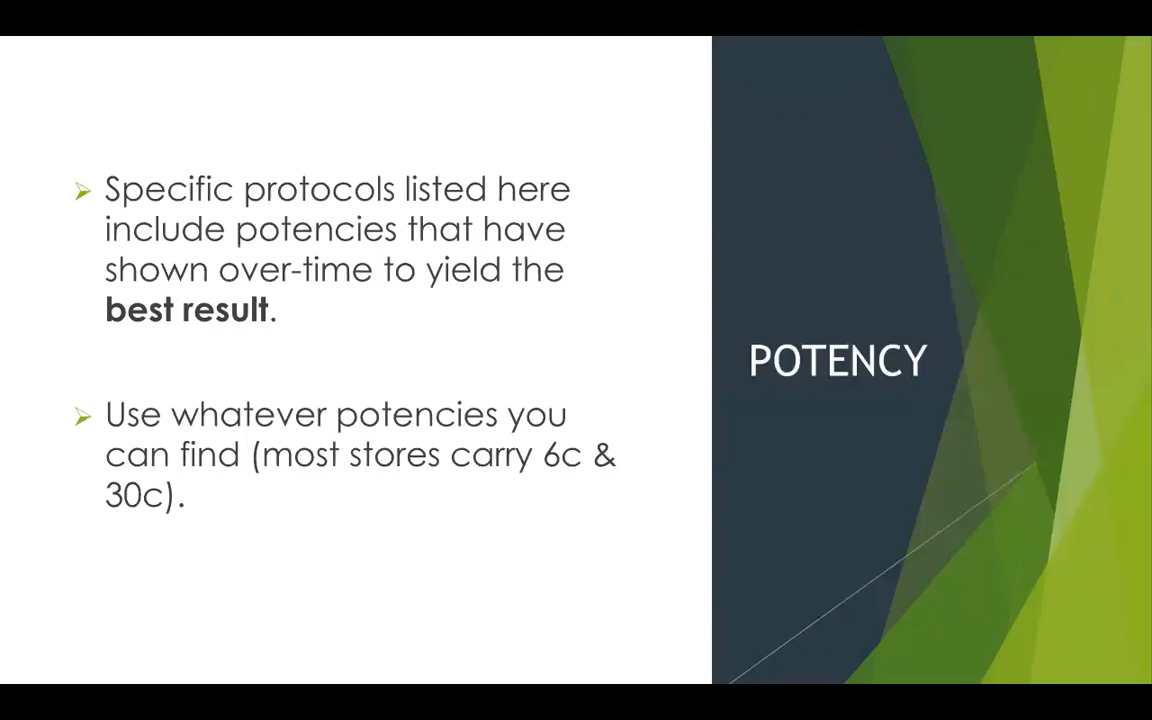 Specific protocols listed here
include potencies that have
shown over-time to yield the
best result.
Use whatever potencies you
can find (most stores carry 6c &
30c).
POTENCY